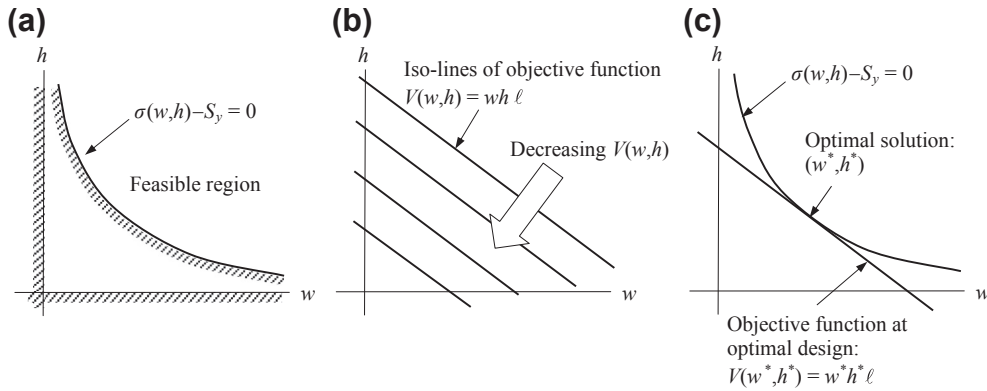 (a)
h
σ(w,h)–S_y = 0
Feasible region
w
(b)
h
Iso-lines of objective function
V(w,h) = wh ℓ
Decreasing V(w,h)
w
(c)
h
σ(w,h)–S_y = 0
Optimal solution:
(w*,h*)
w
Objective function at
optimal design:
V(w*,h*) = w*h*ℓ